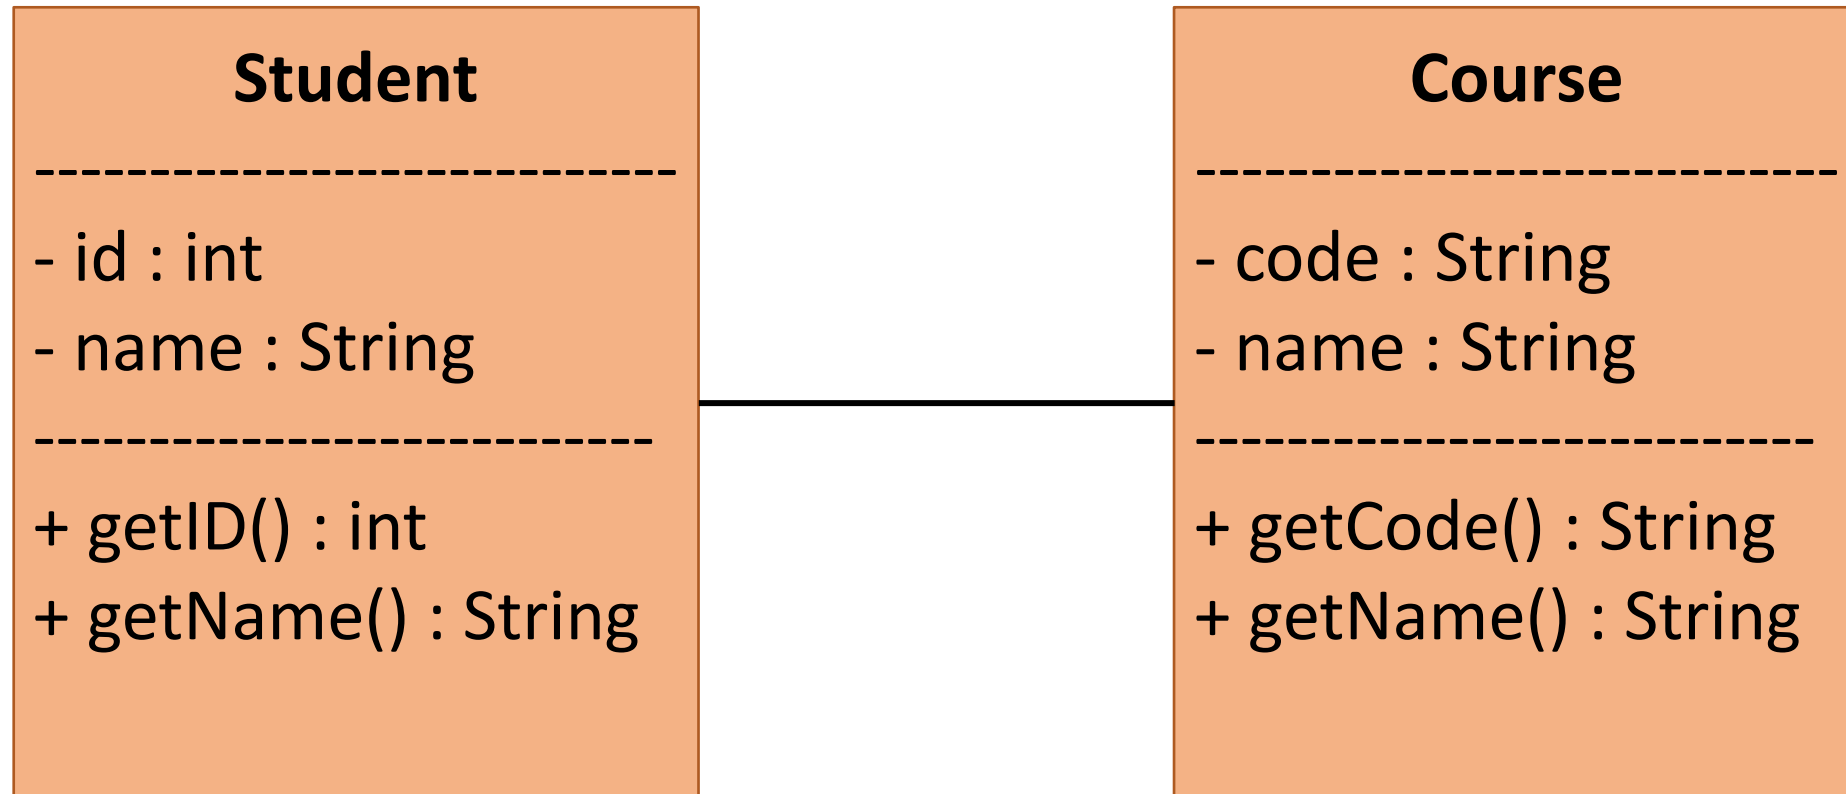 Student
----------------------------
- id : int
- name : String
---------------------------
+ getID() : int
+ getName() : String
Course
----------------------------
- code : String
- name : String
---------------------------
+ getCode() : String
+ getName() : String